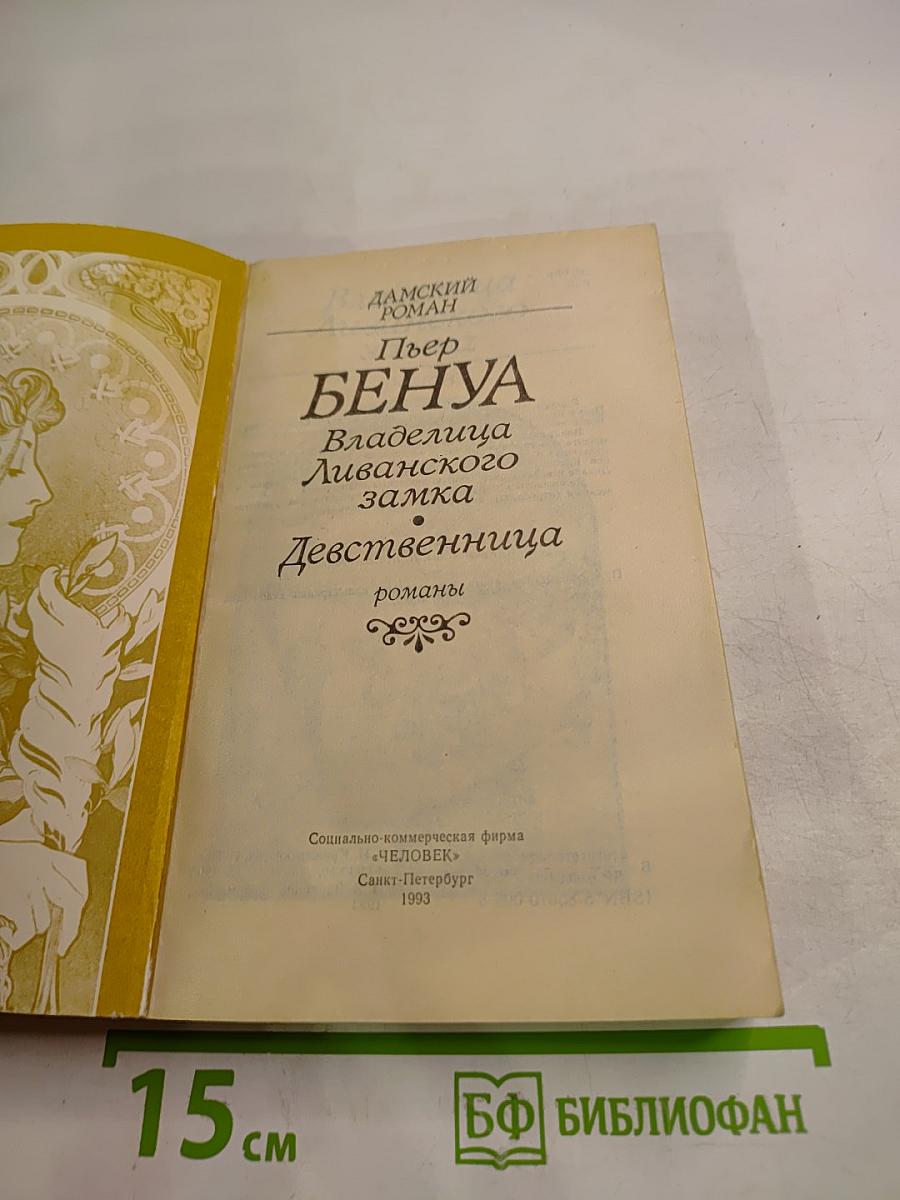 ДАМСКИЙ
РОМАН
Пьер
БЕНУА
Владелица
Ливанского
замка
•
Девственница
романы
Социально-коммерческая фирма
«ЧЕЛОВЕК»
Санкт-Петербург
1993
15 см
БФ БИБЛИОФАН